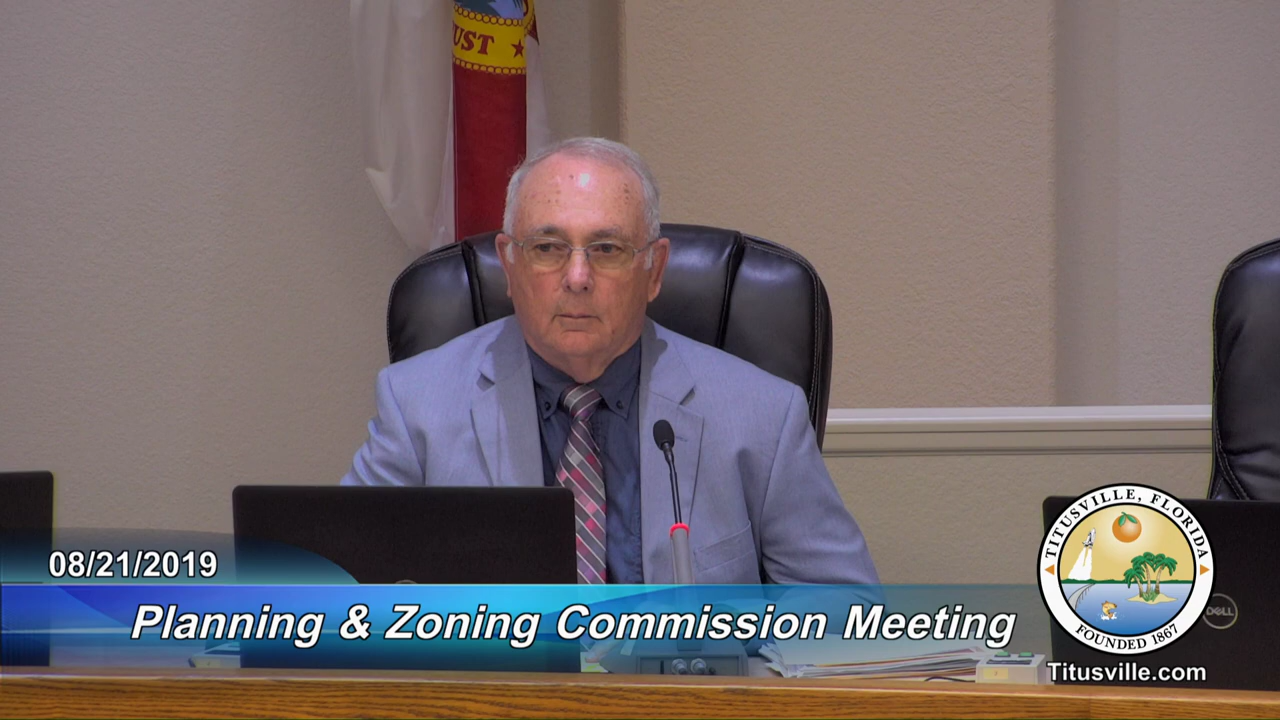 UST
08/21/2019
Planning & Zoning Commission Meeting
TITUSVILLE, FLORIDA
FOUNDED 1867
DELL
Titusville.com